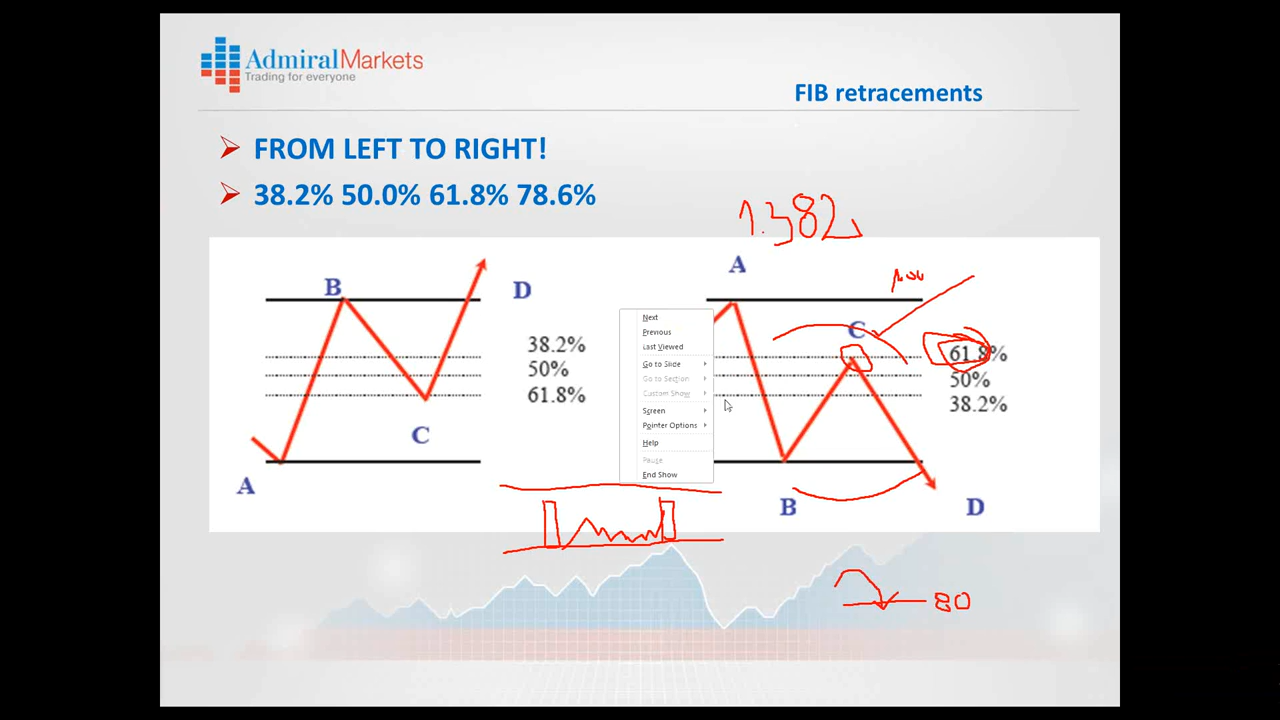 AdmiralMarkets
Trading for everyone
FIB retracements
FROM LEFT TO RIGHT!
38.2% 50.0% 61.8% 78.6%
1.382
A
B
D
C
38.2%
50%
61.8%
C
A
61.8%
50%
38.2%
B
D
Next
Previous
Last Viewed
Go to Slide
Go to Section
Custom Show
Screen
Pointer Options
Help
Pause
End Show
80